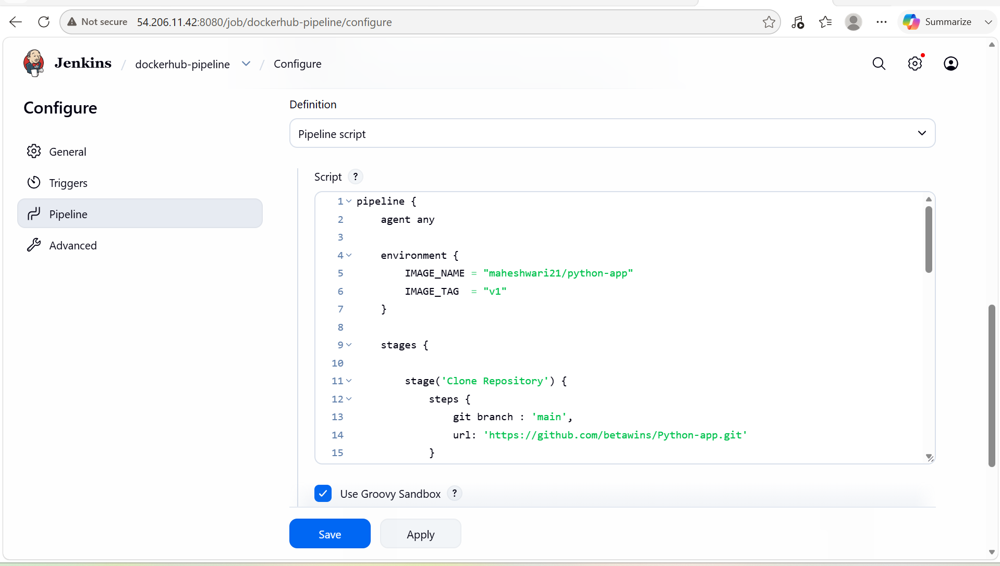 Not secure 54.206.11.42:8080/job/dockerhub-pipeline/configure Summarize
Jenkins / dockerhub-pipeline / Configure
Configure
General
Triggers
Pipeline
Advanced
Definition
Pipeline script
Script ?
1 pipeline {
2 agent any
3
4 environment {
5 IMAGE_NAME = "maheshwari21/python-app"
6 IMAGE_TAG = "v1"
7 }
8
9 stages {
10
11 stage('Clone Repository') {
12 steps {
13 git branch : 'main',
14 url: 'https://github.com/betawins/Python-app.git'
15 }
Use Groovy Sandbox ?
Save Apply